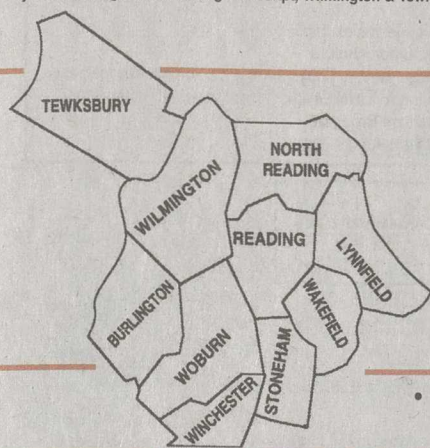 TEWKSBURY
NORTH
READING
WILMINGTON
READING
LYNNFIELD
BURLINGTON
WAKEFIELD
WOBURN
STONEHAM
WINCHESTER